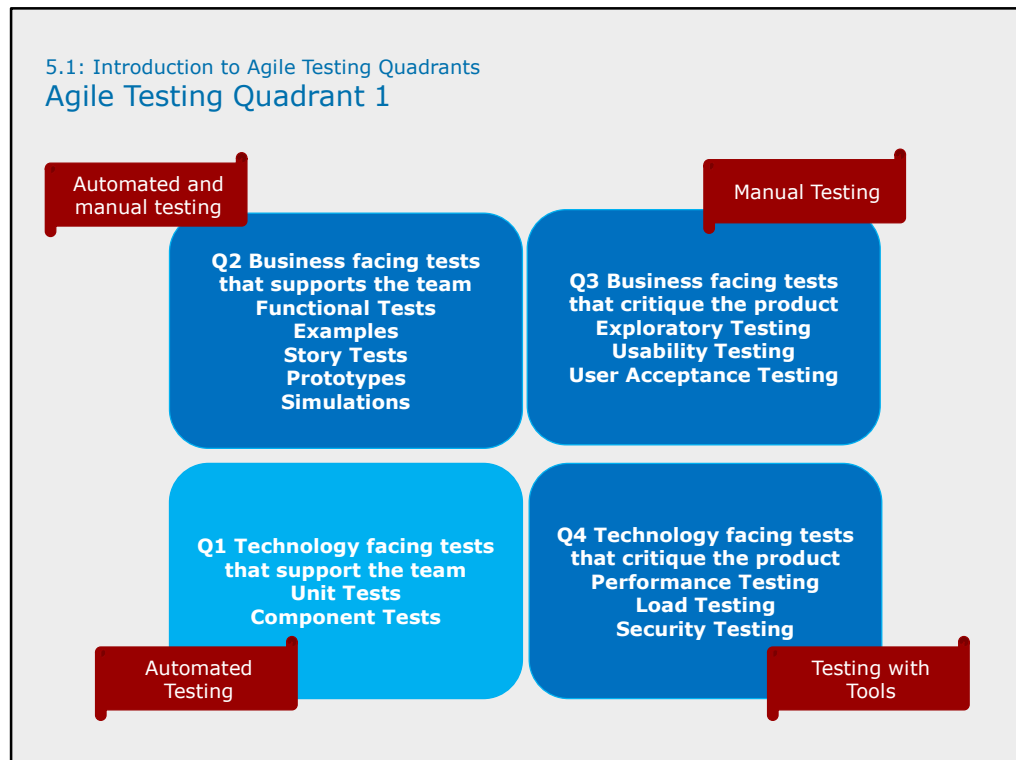 5.1: Introduction to Agile Testing Quadrants
Agile Testing Quadrant 1
Automated and
manual testing
Manual Testing
Q2 Business facing tests
that supports the team
Functional Tests
Examples
Story Tests
Prototypes
Simulations
Q3 Business facing tests
that critique the product
Exploratory Testing
Usability Testing
User Acceptance Testing
Q1 Technology facing tests
that support the team
Unit Tests
Component Tests
Q4 Technology facing tests
that critique the product
Performance Testing
Load Testing
Security Testing
Automated
Testing
Testing with
Tools